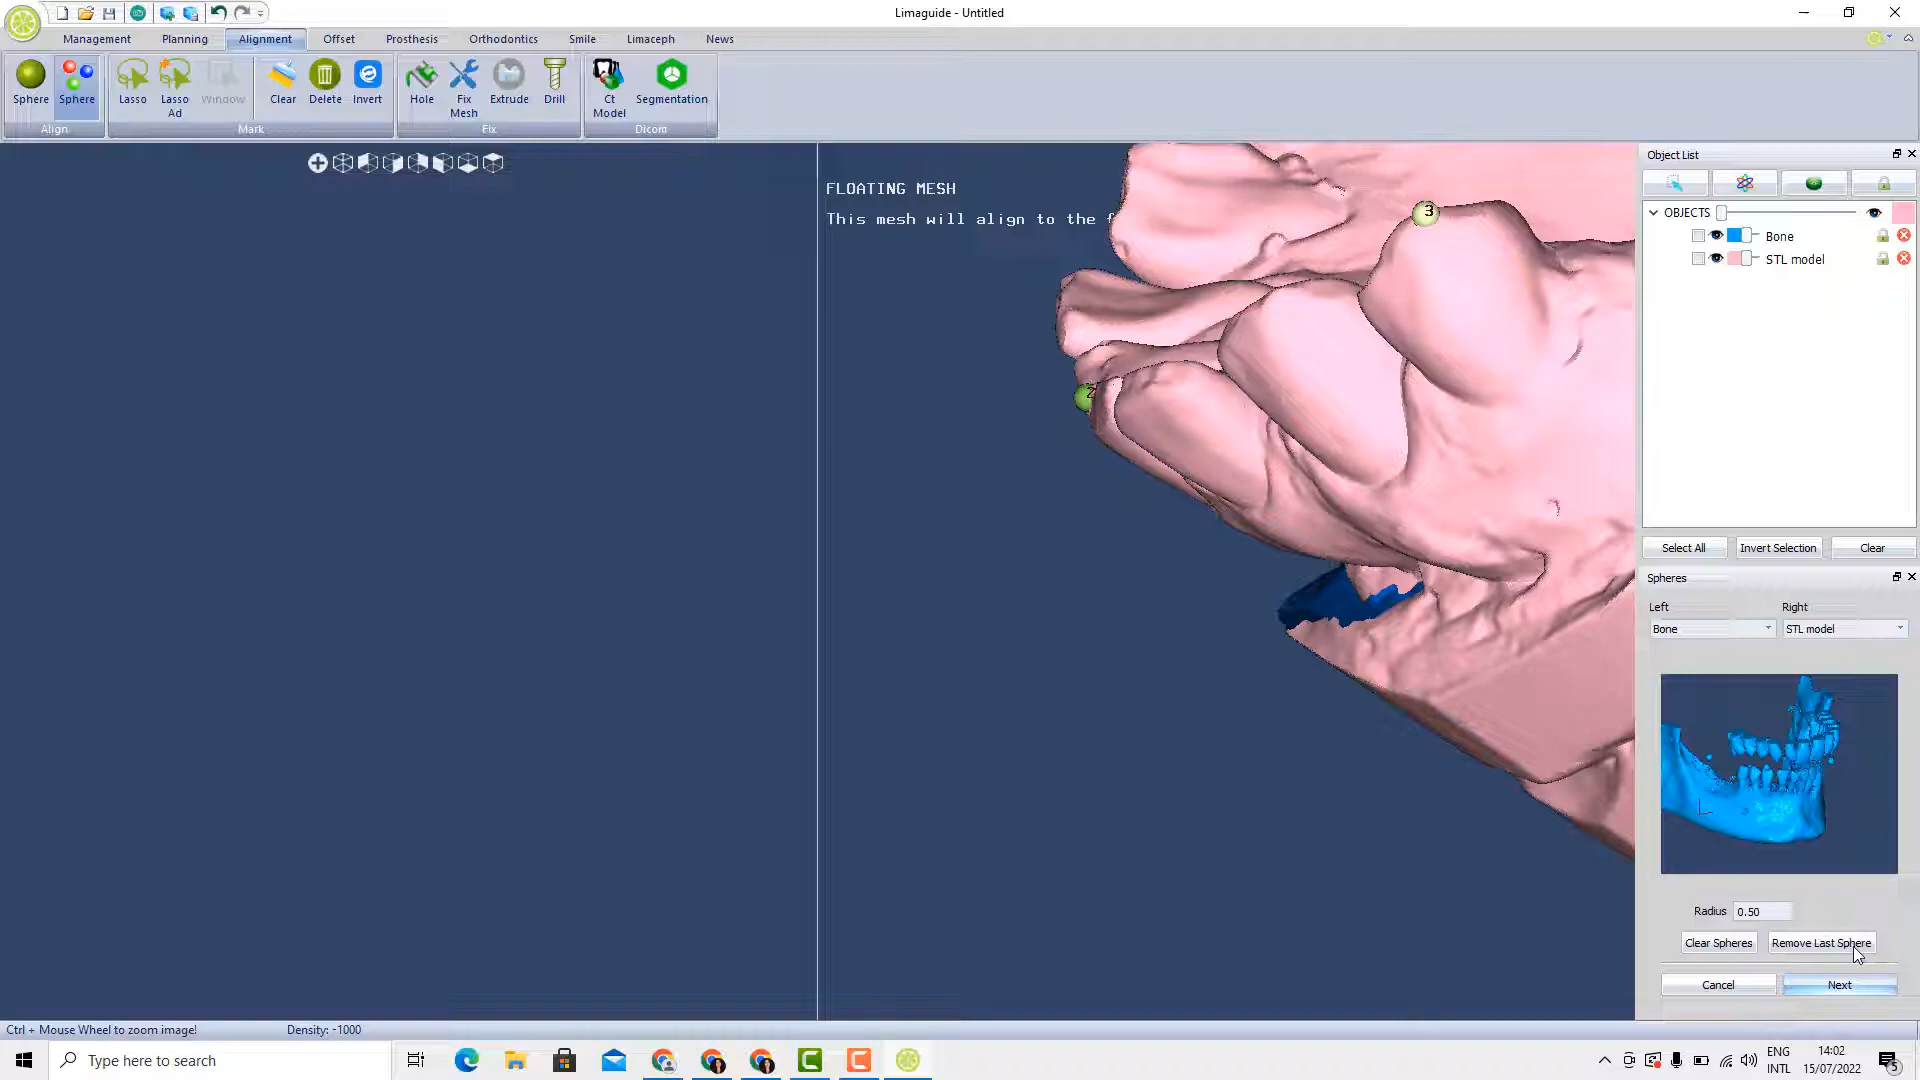 Limaguide - Untitled
Management Planning Alignment Offset Prosthesis Orthodontics Smile Limaceph News
Sphere Sphere Lasso Lasso Ad Window Clear Delete Invert Hole Fix Mesh Extrude Drill Ct Model Segmentation
Align Mark Fix Dicom
FLOATING MESH
This mesh will align to the f
3
2
Object List
OBJECTS
Bone
STL model
Select All Invert Selection Clear
Spheres
Left Right
Bone STL model
Radius 0.50
Clear Spheres Remove Last Sphere
Cancel Next
Ctrl + Mouse Wheel to zoom image! Density: -1000
Type here to search
ENG
INTL
14:02
15/07/2022
5